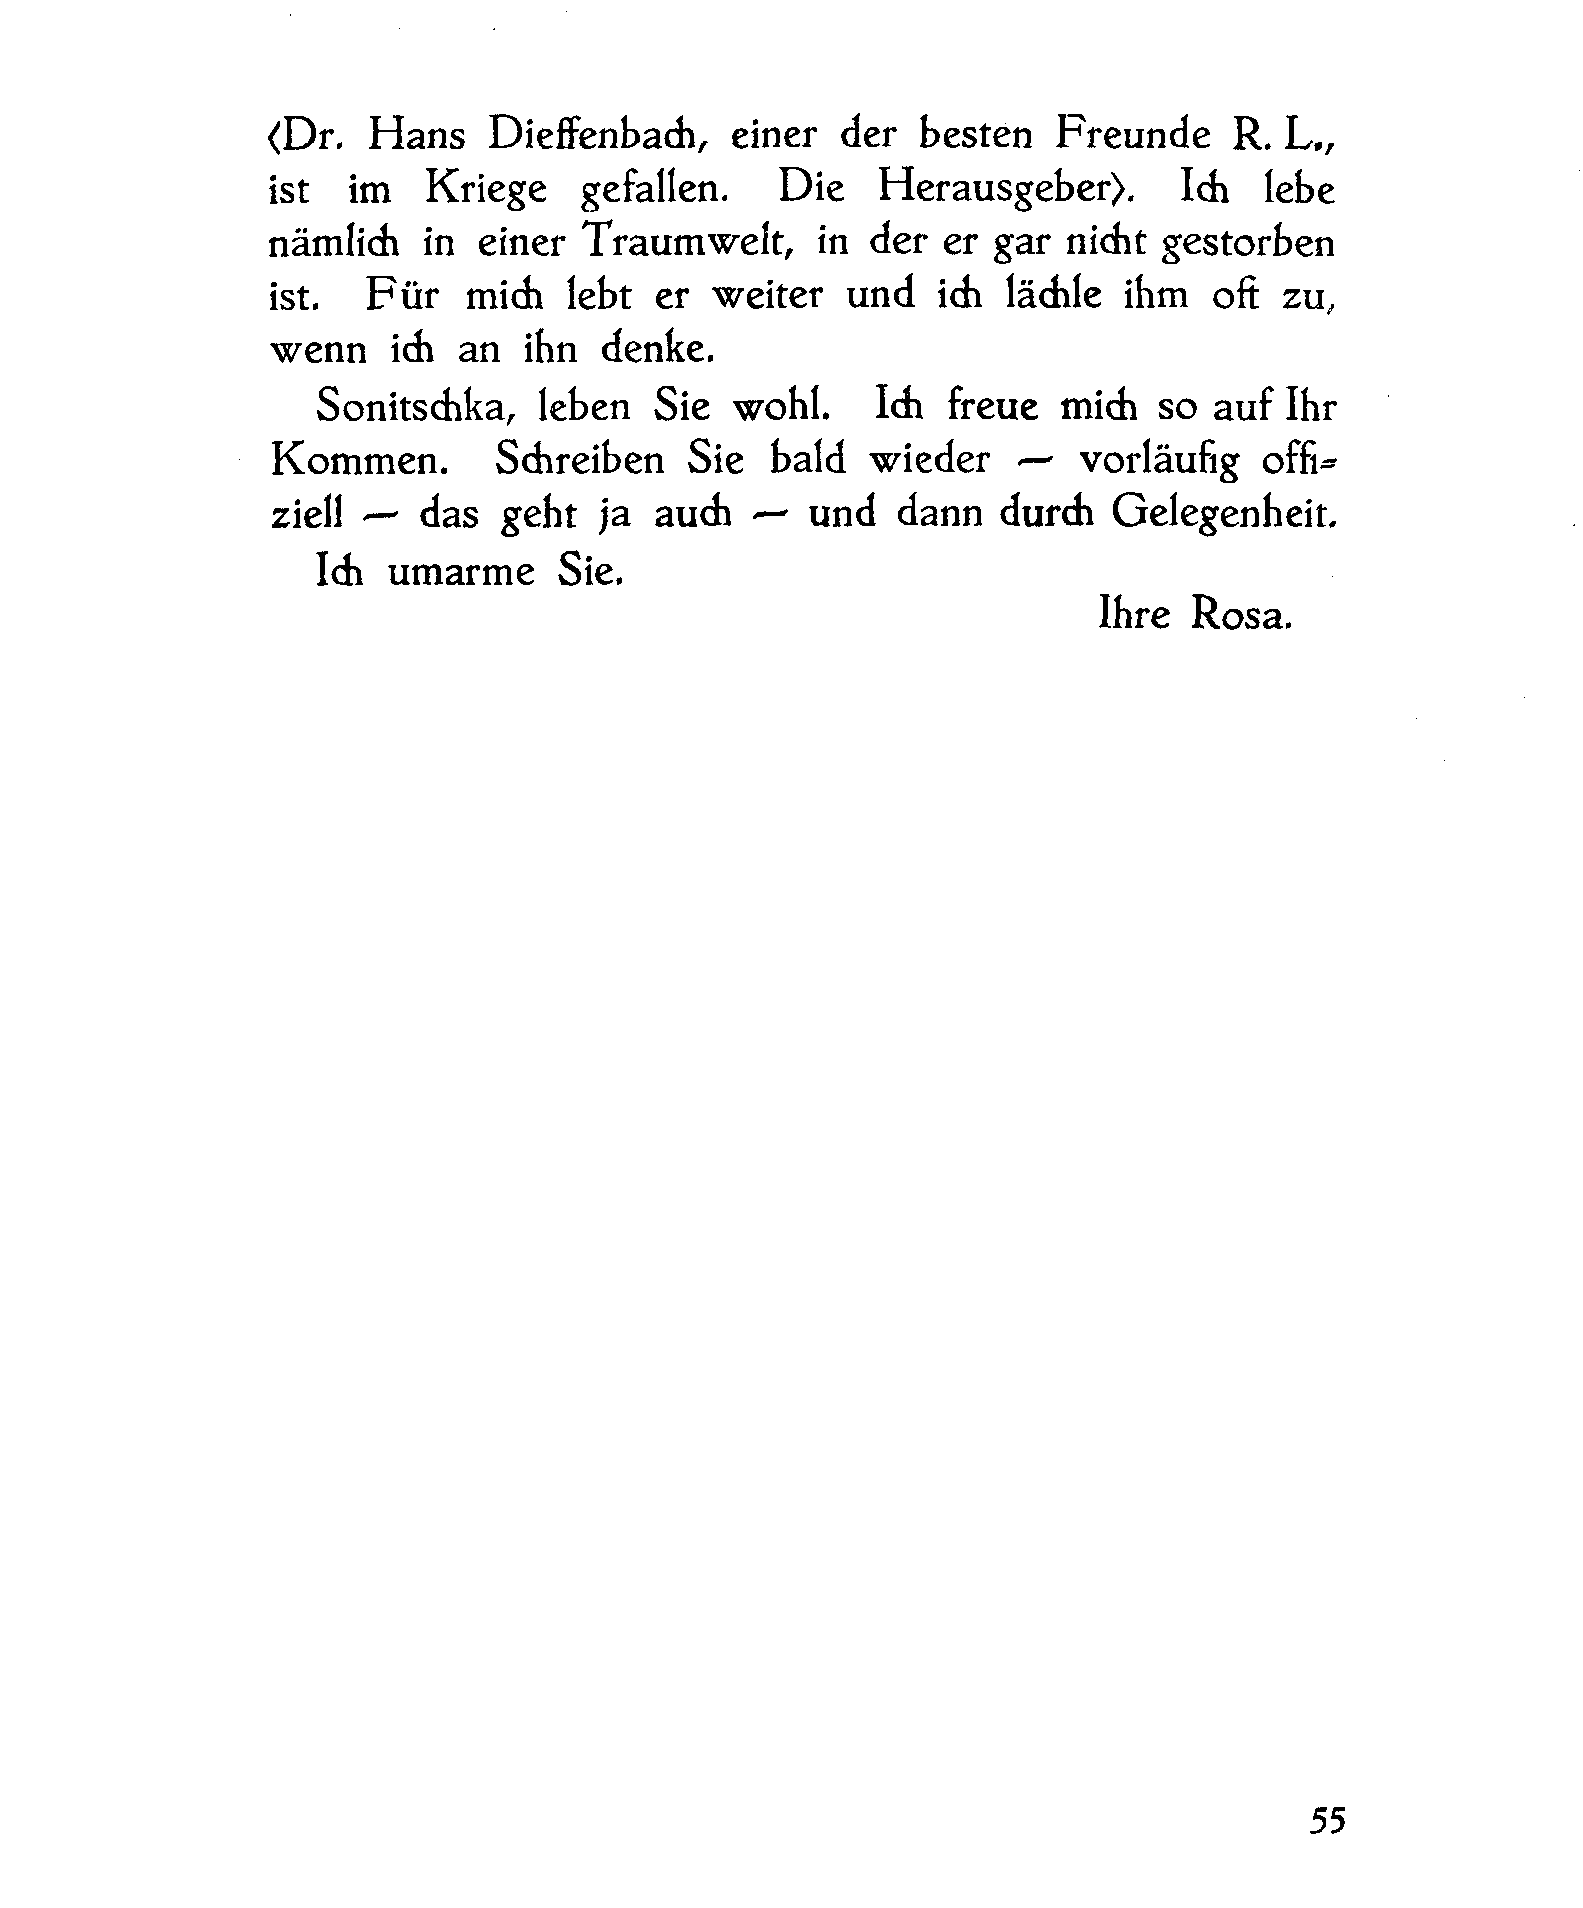 (Dr. Hans Dieffenbach, einer der besten Freunde R. L.,
ist im Kriege gefallen. Die Herausgeber). Ich lebe
nämlich in einer Traumwelt, in der er gar nicht gestorben
ist. Für mich lebt er weiter und ich lächle ihm oft zu,
wenn ich an ihn denke.
Sonitschka, leben Sie wohl. Ich freue mich so auf Ihr
Kommen. Schreiben Sie bald wieder — vorläufig offi-
ziell — das geht ja auch — und dann durch Gelegenheit.
Ich umarme Sie.
Ihre Rosa.
55